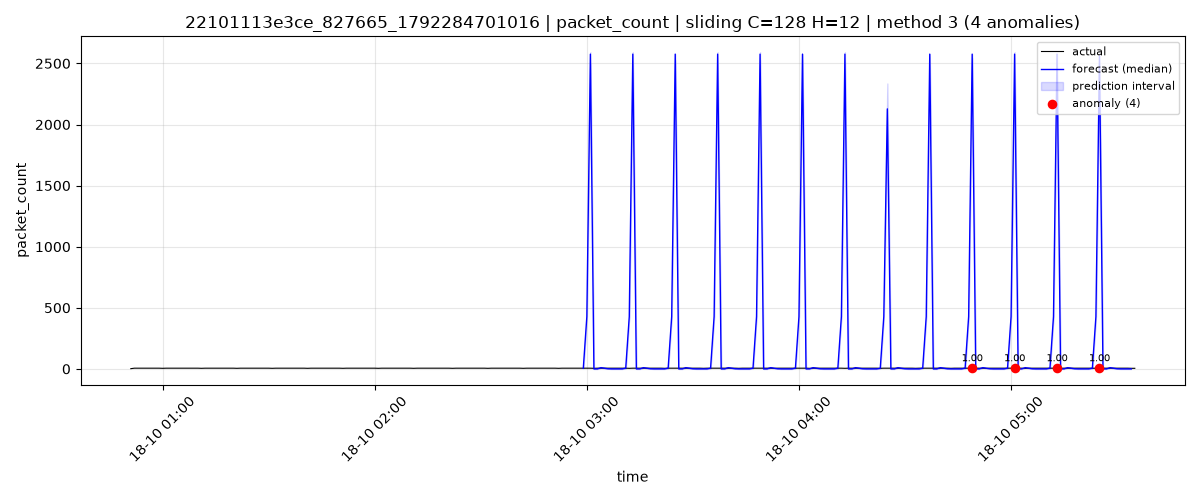 22101113e3ce_827665_1792284701016 | packet_count | sliding C=128 H=12 | method 3 (4 anomalies)
packet_count
2500
2000
1500
1000
500
0
actual
forecast (median)
prediction interval
anomaly (4)
1.00 1.00 1.00 1.00
18-10 01:00 18-10 02:00 18-10 03:00 18-10 04:00 18-10 05:00
time